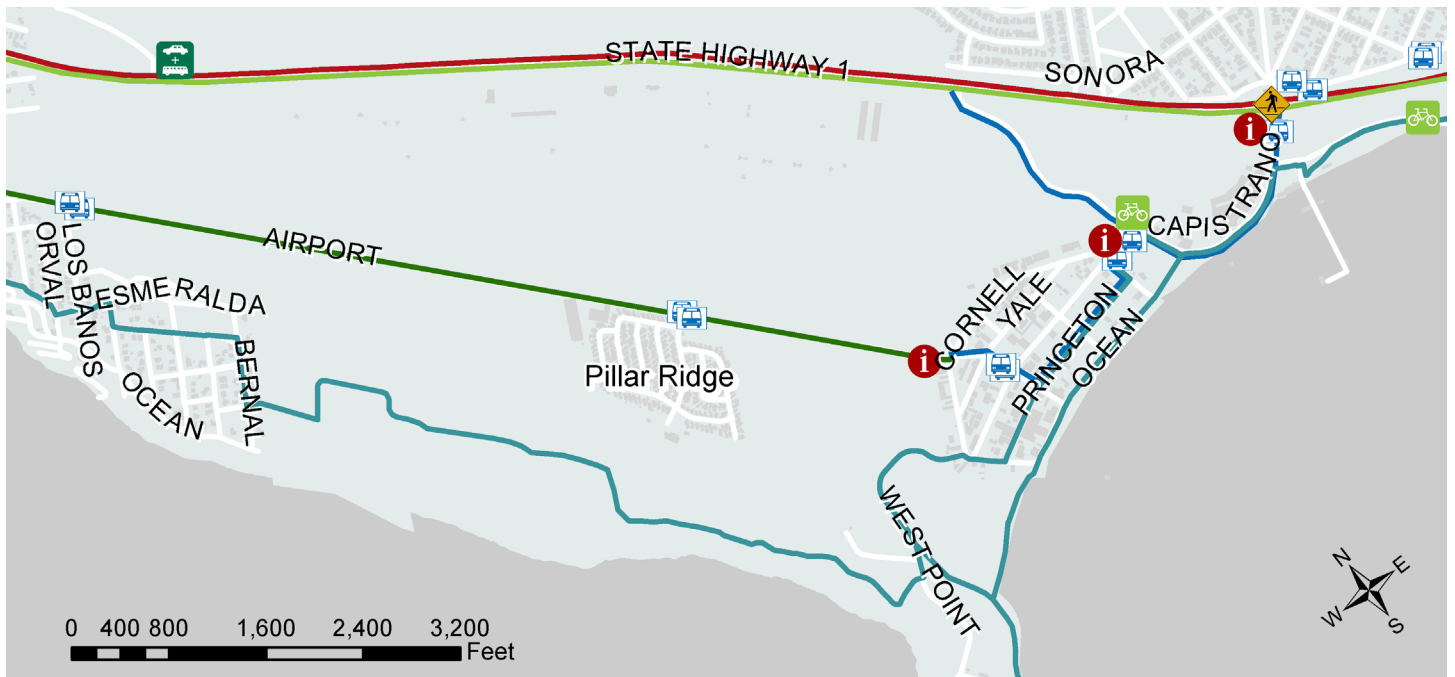 STATE HIGHWAY 1
SONORA
i
CAPISTRANO
i
AIRPORT
LOS BANOS
ORVAL
ESMERALDA
BERNAL
OCEAN
Pillar Ridge
i
CORNELL
YALE
PRINCETON
OCEAN
WEST POINT
N
E
W
S
0 400 800 1,600 2,400 3,200
Feet